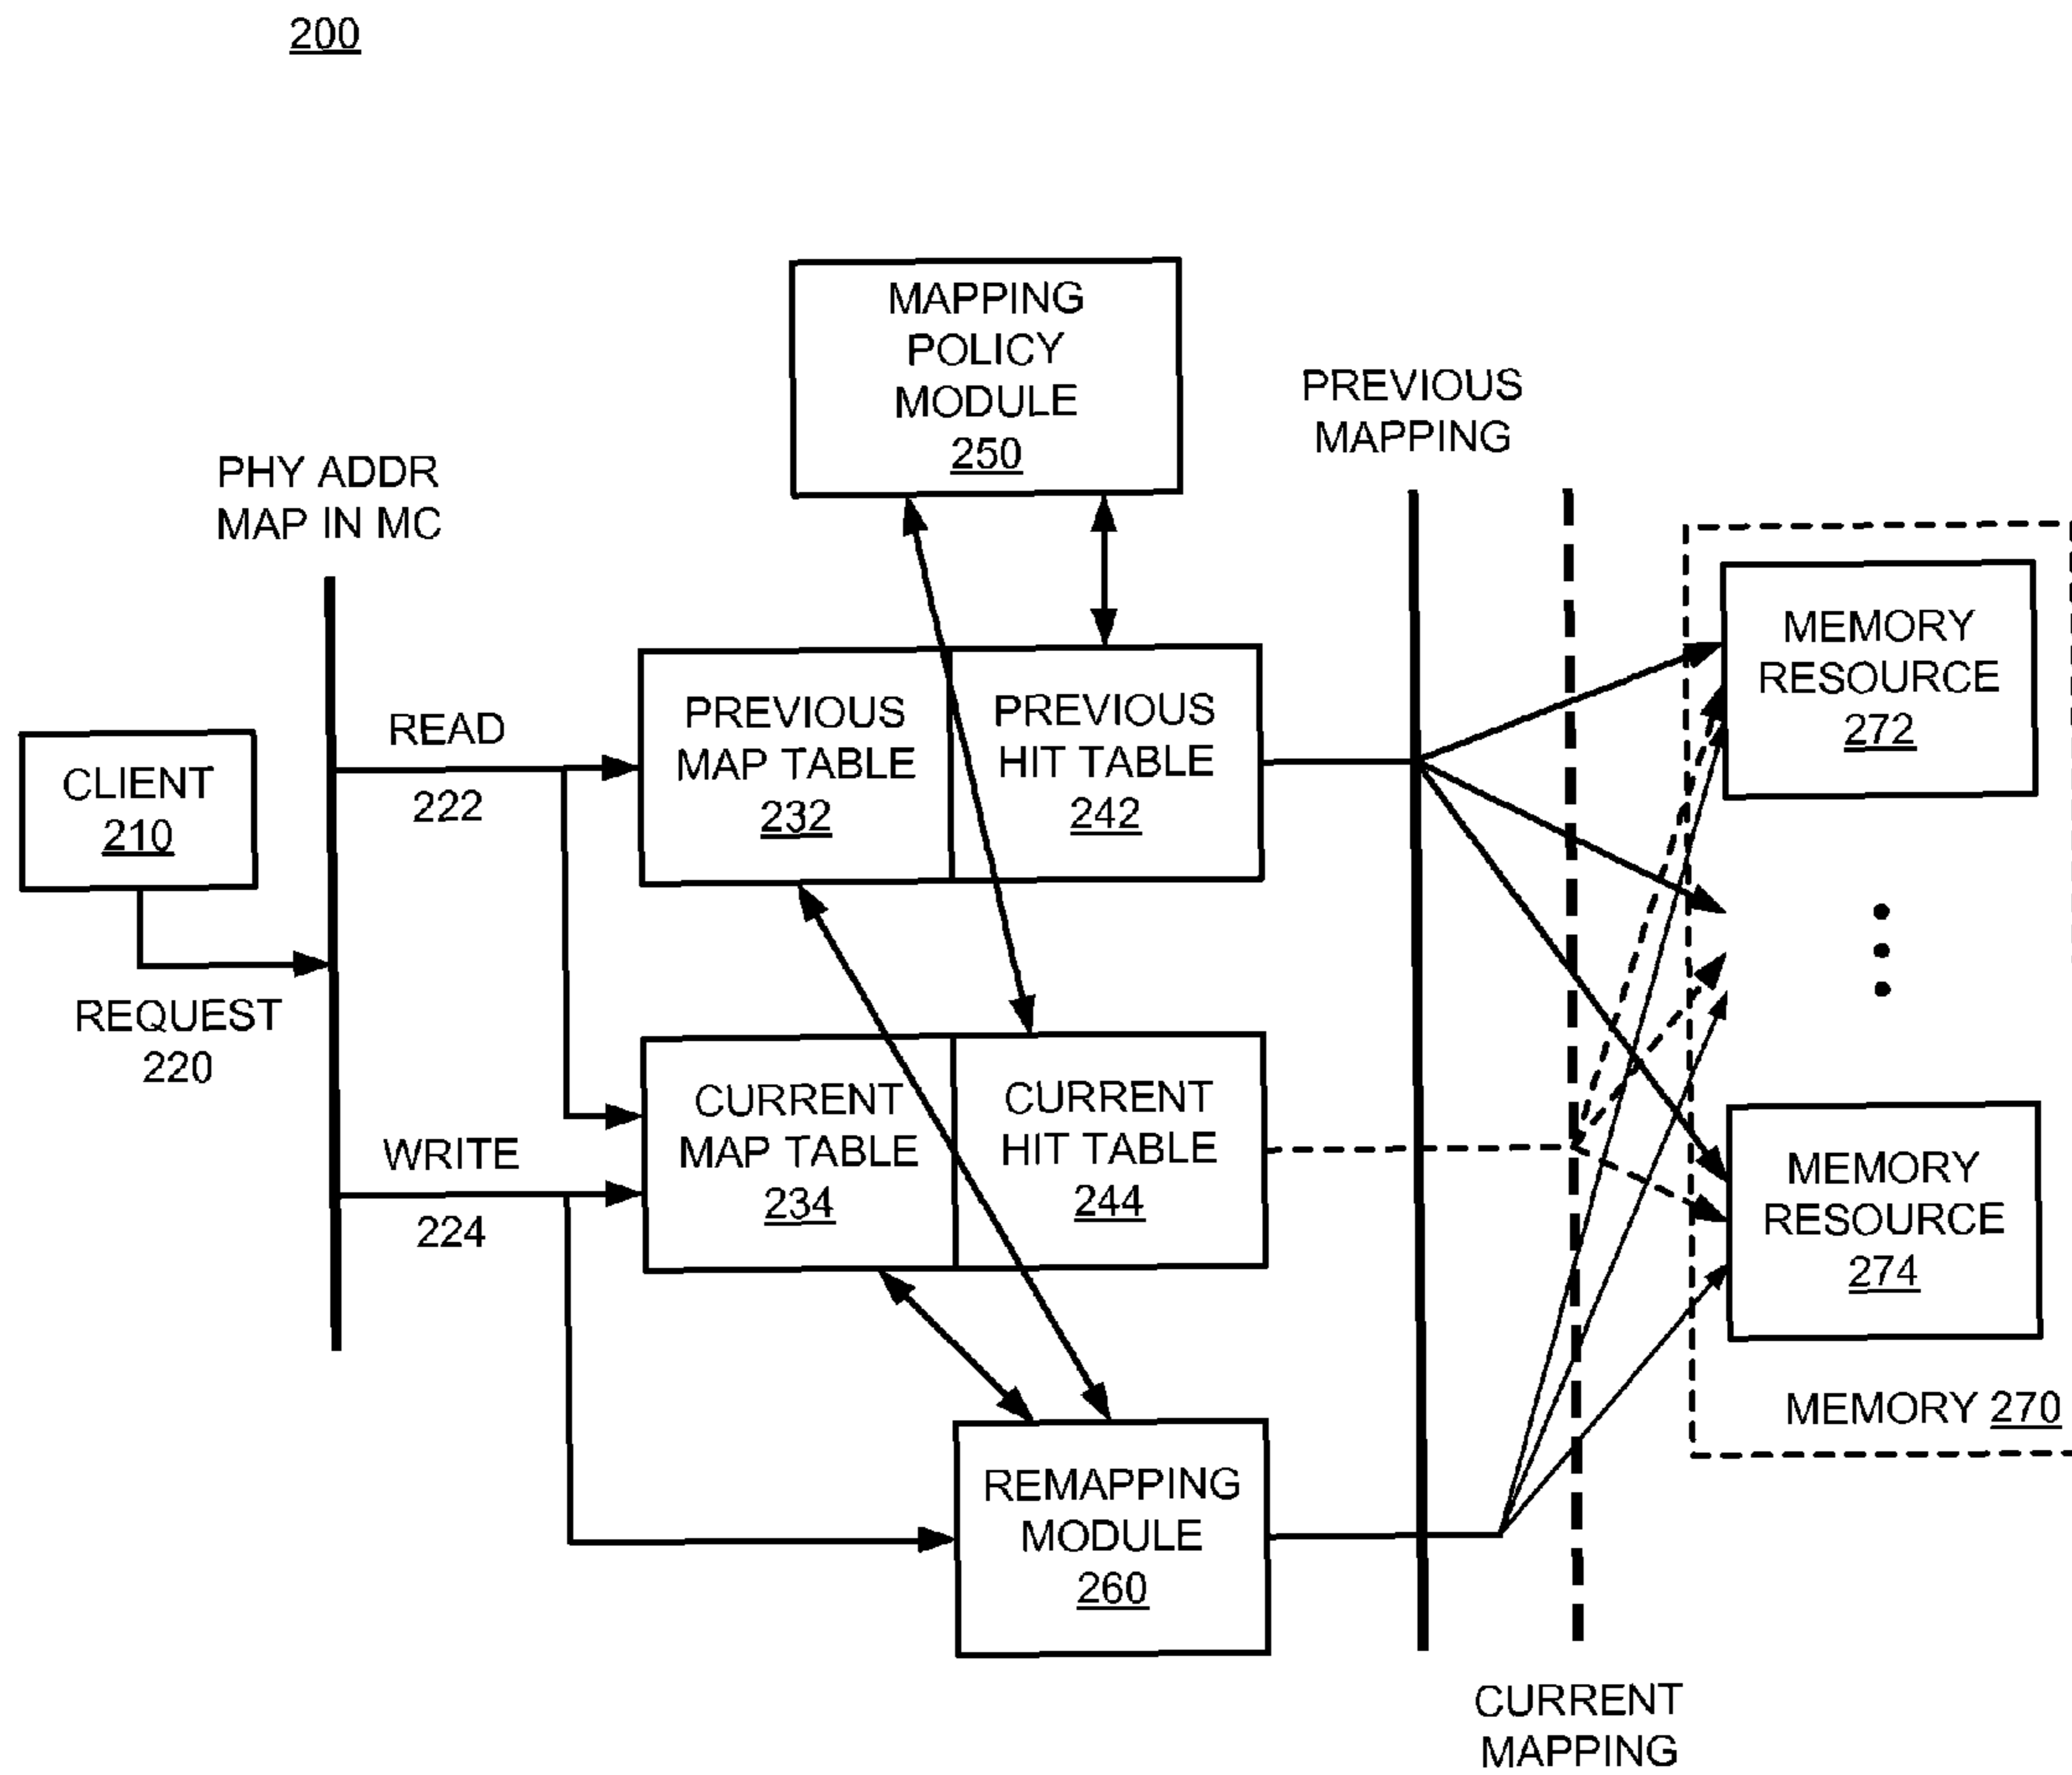 200
MAPPING
POLICY
MODULE
250
PREVIOUS
MAPPING
PHY ADDR
MAP IN MC
MEMORY
RESOURCE
272
READ
222
PREVIOUS
MAP TABLE
232
PREVIOUS
HIT TABLE
242
CLIENT
210
REQUEST
220
CURRENT
MAP TABLE
234
CURRENT
HIT TABLE
244
WRITE
224
MEMORY
RESOURCE
274
MEMORY 270
REMAPPING
MODULE
260
CURRENT
MAPPING